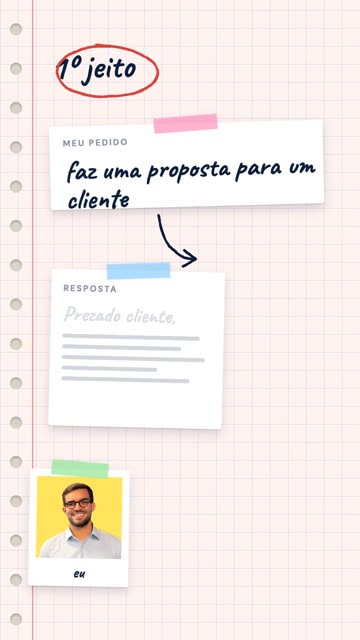 1º jeito
MEU PEDIDO
faz uma proposta para um
cliente
RESPOSTA
Prezado cliente,
eu